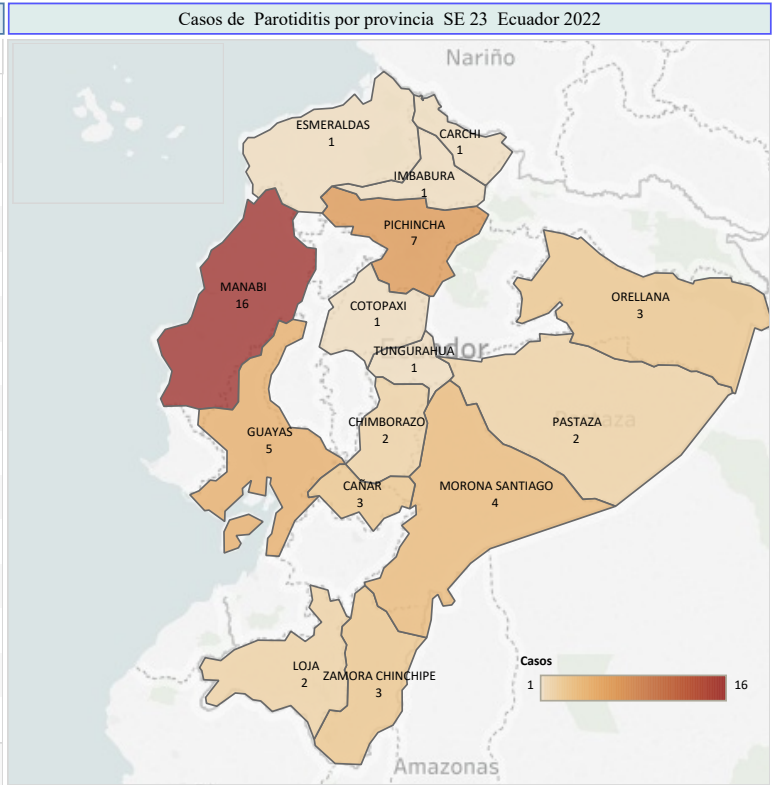 Casos de Parotiditis por provincia SE 23 Ecuador 2022
Nariño
ESMERALDAS
1
CARCHI
1
IMBABURA
1
PICHINCHA
7
MANABI
16
ORELLANA
3
COTOPAXI
1
Ecuador
TUNGURAHUA
1
CHIMBORAZO
2
PASTAZA
2
Pastaza
GUAYAS
5
CAÑAR
3
MORONA SANTIAGO
4
LOJA
2
ZAMORA CHINCHIPE
3
Casos
1
16
Amazonas